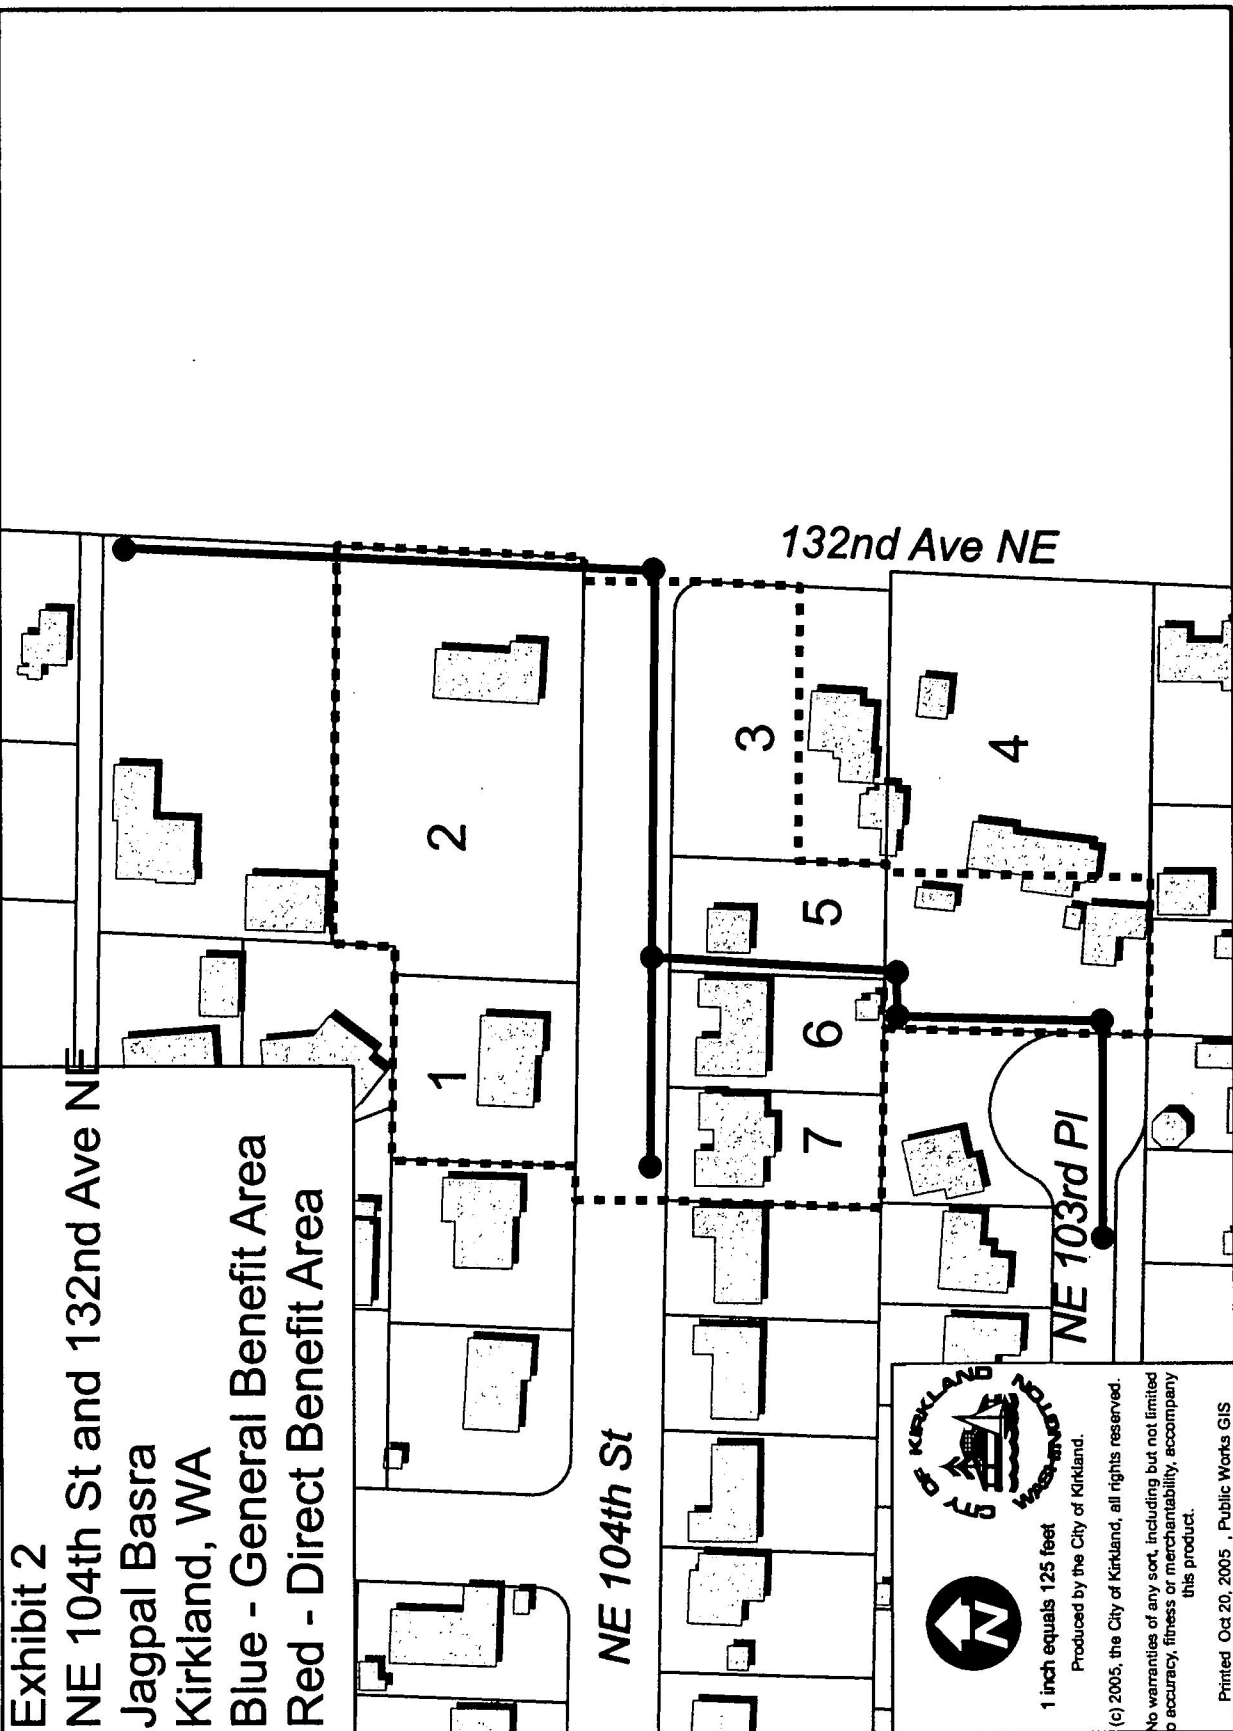 Exhibit 2
NE 104th St and 132nd Ave NE
Jagpal Basra
Kirkland, WA
Blue - General Benefit Area
Red - Direct Benefit Area
132nd Ave NE
1
2
3
4
5
6
7
NE 104th St
NE 103rd Pl
N
CITY OF KIRKLAND
WASHINGTON
1 inch equals 125 feet
Produced by the City of Kirkland.
(c) 2005, the City of Kirkland, all rights reserved.
No warranties of any sort, including but not limited
o accuracy, fitness or merchantability, accompany
this product.
Printed Oct 20, 2005 , Public Works GIS